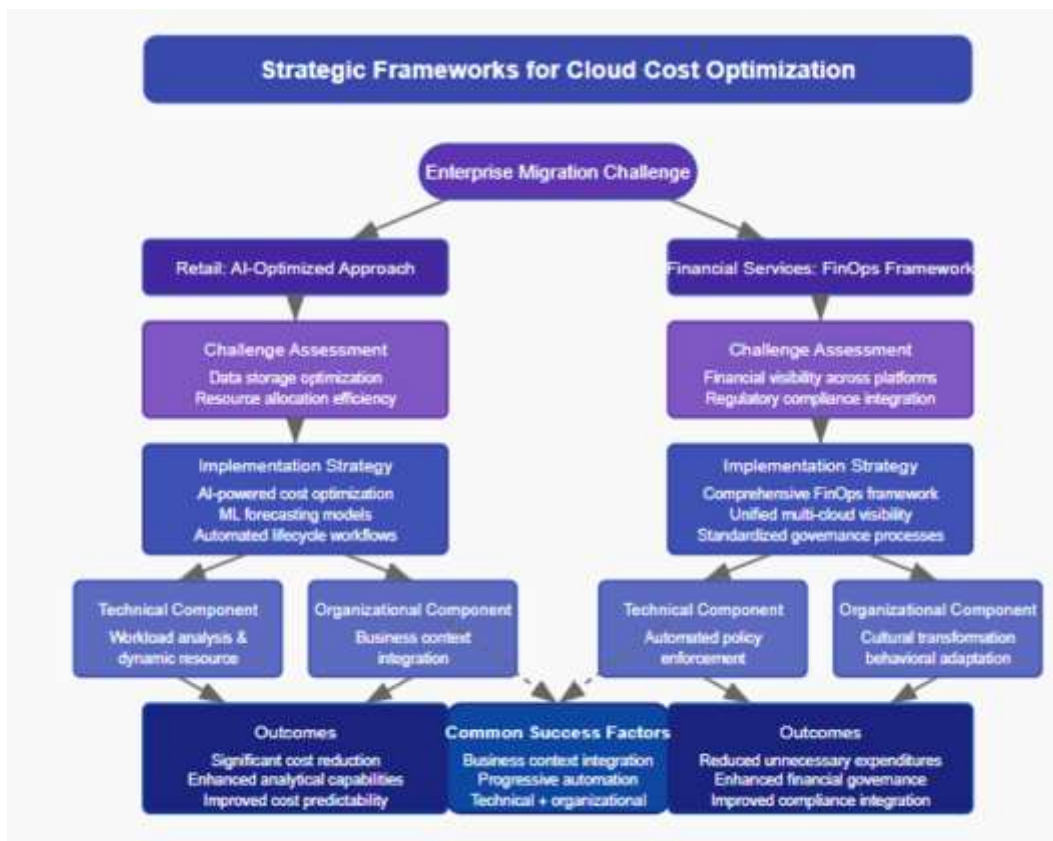 Strategic Frameworks for Cloud Cost Optimization
Enterprise Migration Challenge
Retail: AI-Optimized Approach
Financial Services: FinOps Framework
Challenge Assessment
Data storage optimization
Resource allocation efficiency
Challenge Assessment
Financial visibility across platforms
Regulatory compliance integration
Implementation Strategy
AI-powered cost optimization
ML forecasting models
Automated lifecycle workflows
Implementation Strategy
Comprehensive FinOps framework
Unified multi-cloud visibility
Standardized governance processes
Technical Component
Workload analysis &
dynamic resource
Organizational Component
Business context
integration
Technical Component
Automated policy
enforcement
Organizational Component
Cultural transformation
behavioral adaptation
Outcomes
Significant cost reduction
Enhanced analytical capabilities
Improved cost predictability
Common Success Factors
Business context integration
Progressive automation
Technical + organizational
Outcomes
Reduced unnecessary expenditures
Enhanced financial governance
Improved compliance integration